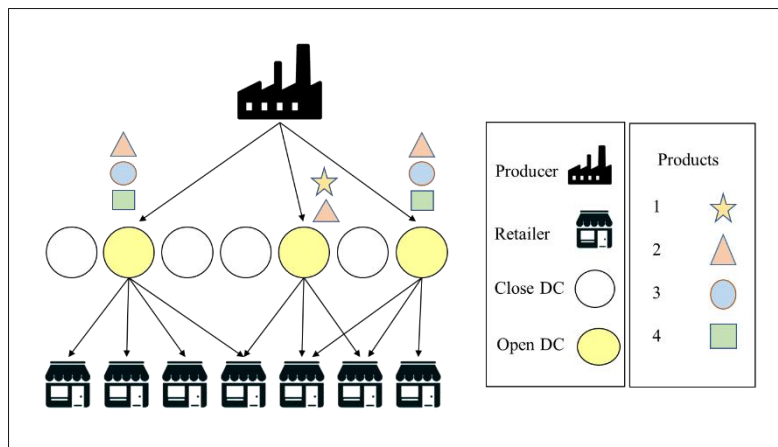 Producer
Retailer
Close DC
Open DC
Products
1
2
3
4